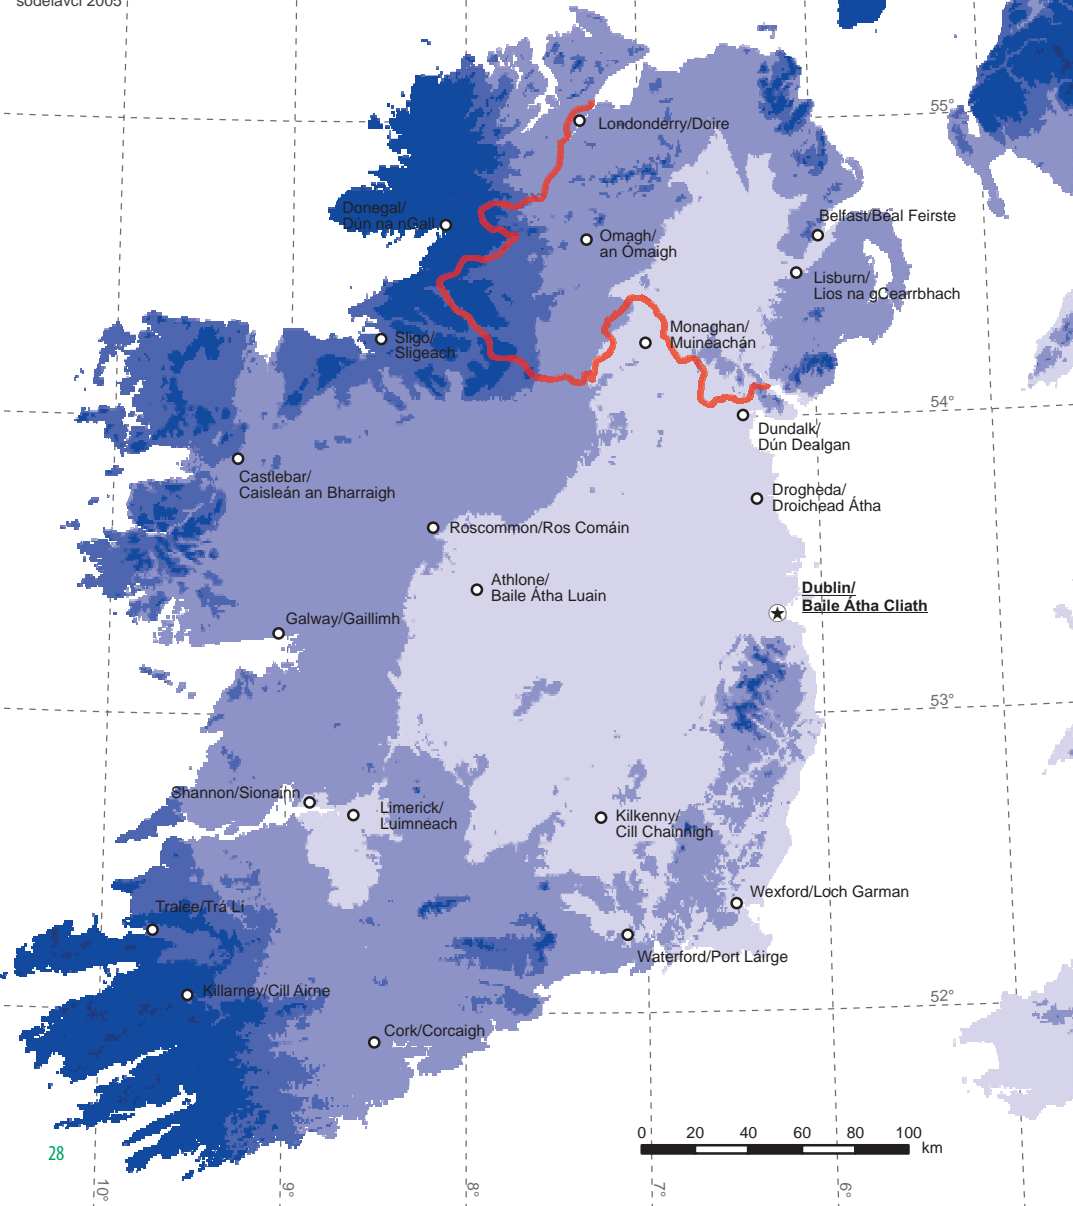 sodelavci 2005
55°
Londonderry/Doire
Donegal/
Dún na nGall
Belfast/Béal Feirste
Omagh/
an Ómaigh
Lisburn/
Lios na gCearrbhach
Monaghan/
Muineachán
Sligo/
Sligeach
54°
Dundalk/
Dún Dealgan
Castlebar/
Caisleán an Bharraigh
Drogheda/
Droichead Átha
Roscommon/Ros Comáin
Athlone/
Baile Átha Luain
Dublin/
Baile Átha Cliath
Galway/Gaillimh
53°
Shannon/Sionainn
Limerick/
Luimneach
Kilkenny/
Cill Chainnigh
Wexford/Loch Garman
Tralee/Trá Lí
Waterford/Port Láirge
Killarney/Cill Airne
52°
Cork/Corcaigh
0 20 40 60 80 100
km
28
10° 9° 8° 7° 6°